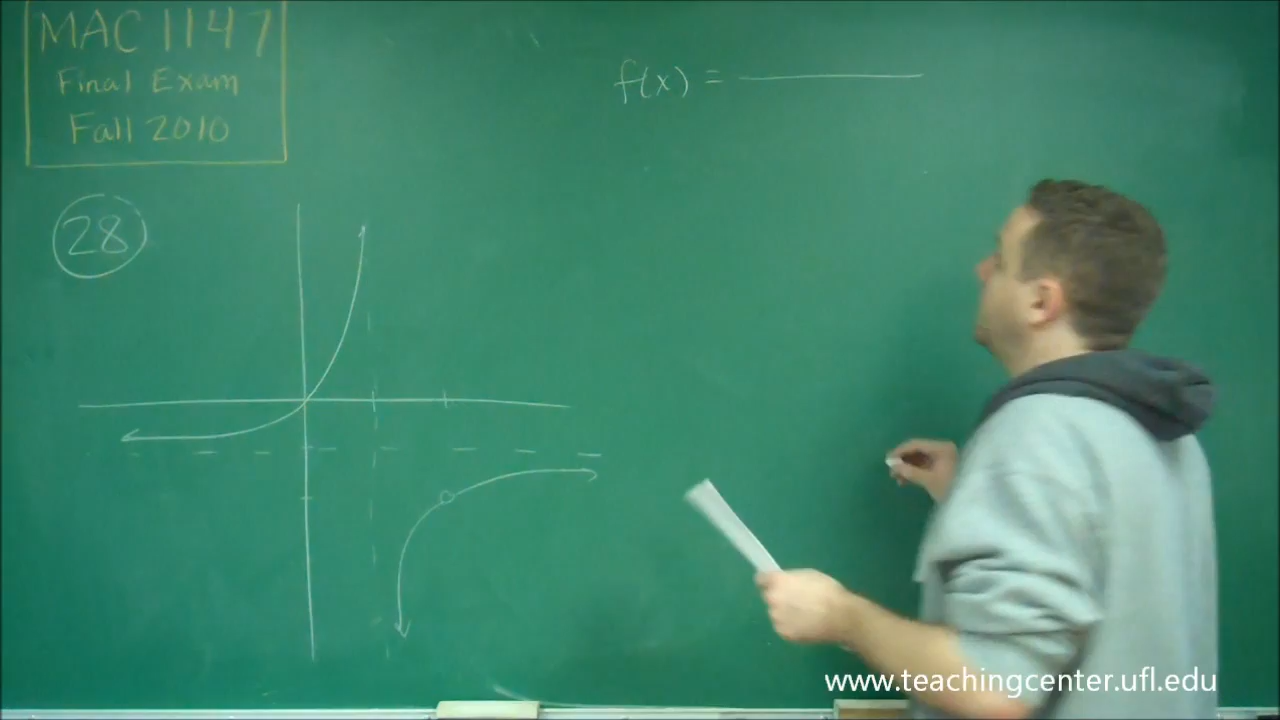 MAC 1147
Final Exam
Fall 2010
f(x) =
28
www.teachingcenter.ufl.edu